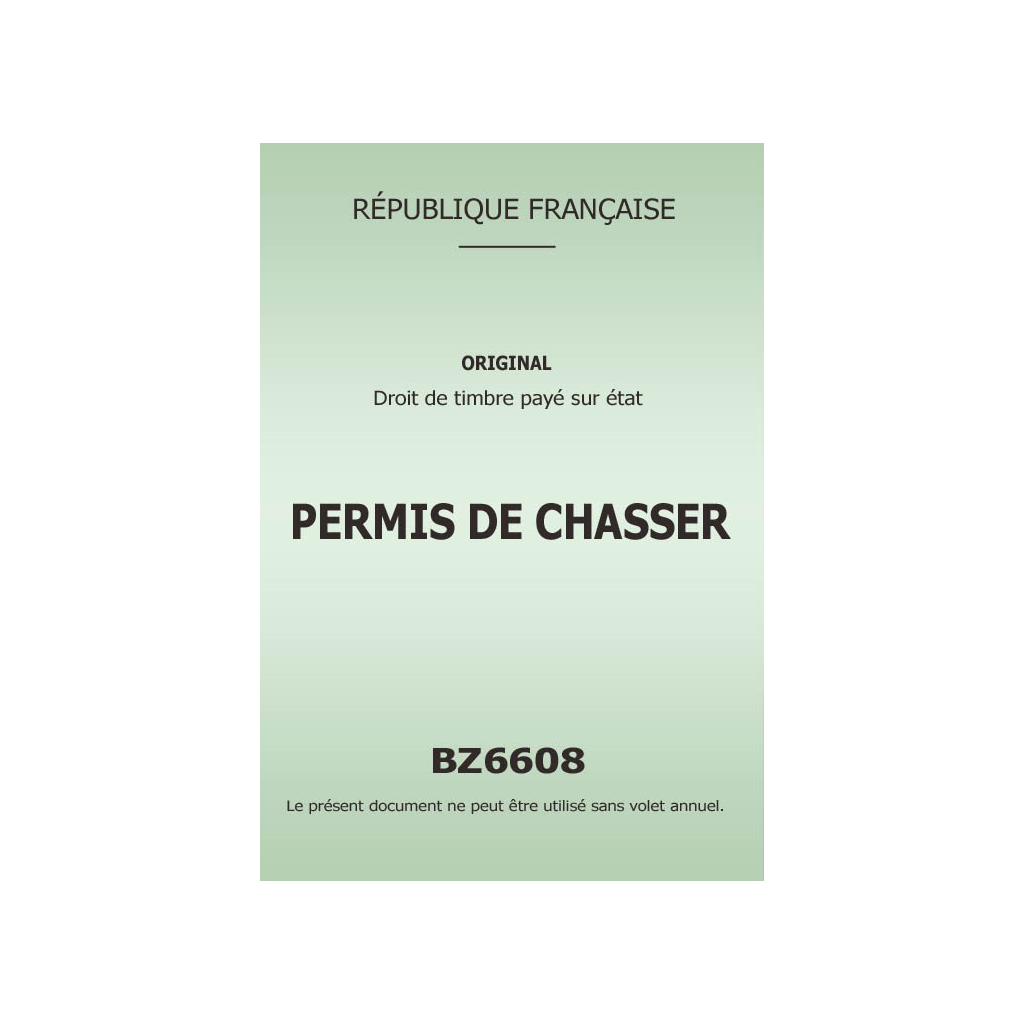 RÉPUBLIQUE FRANÇAISE
ORIGINAL
Droit de timbre payé sur état
PERMIS DE CHASSER
BZ6608
Le présent document ne peut être utilisé sans volet annuel.